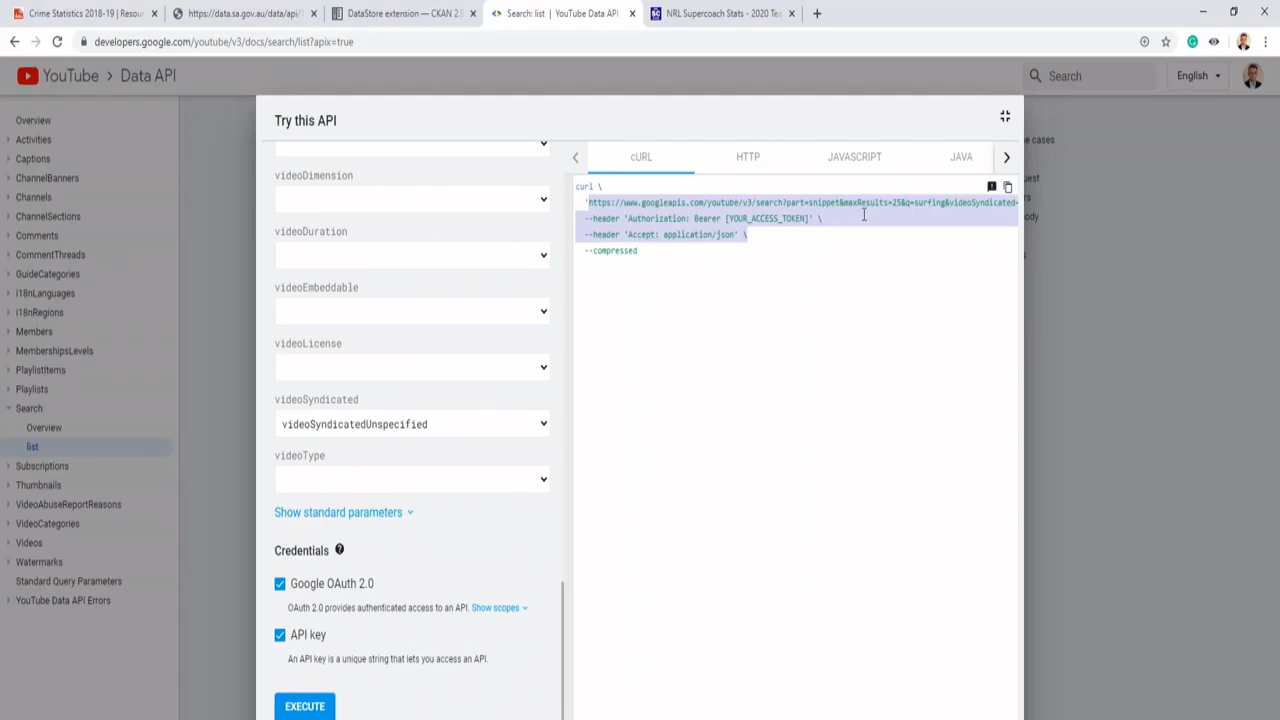 Crime Statistics 2018-19 | Resou
https://data.sa.gov.au/data/api/1
DataStore extension — CKAN 2.9
Search: list | YouTube Data API
NRL Supercoach Stats - 2020 Tea
developers.google.com/youtube/v3/docs/search/list?apix=true
YouTube > Data API
Search
English
Overview
Activities
Captions
ChannelBanners
Channels
ChannelSections
Comments
CommentThreads
GuideCategories
i18nLanguages
i18nRegions
Members
MembershipsLevels
PlaylistItems
Playlists
Search
Overview
list
Subscriptions
Thumbnails
VideoAbuseReportReasons
VideoCategories
Videos
Watermarks
Standard Query Parameters
YouTube Data API Errors
Try this API
videoDimension
videoDuration
videoEmbeddable
videoLicense
videoSyndicated
videoSyndicatedUnspecified
videoType
Show standard parameters
Credentials
Google OAuth 2.0
OAuth 2.0 provides authenticated access to an API. Show scopes
API key
An API key is a unique string that lets you access an API.
EXECUTE
cURL
HTTP
JAVASCRIPT
JAVA
curl \
'https://www.googleapis.com/youtube/v3/search?part=snippet&maxResults=25&q=surfing&videoSyndicated=
--header 'Authorization: Bearer [YOUR_ACCESS_TOKEN]' \
--header 'Accept: application/json' \
--compressed
e cases
uest
rs
ody